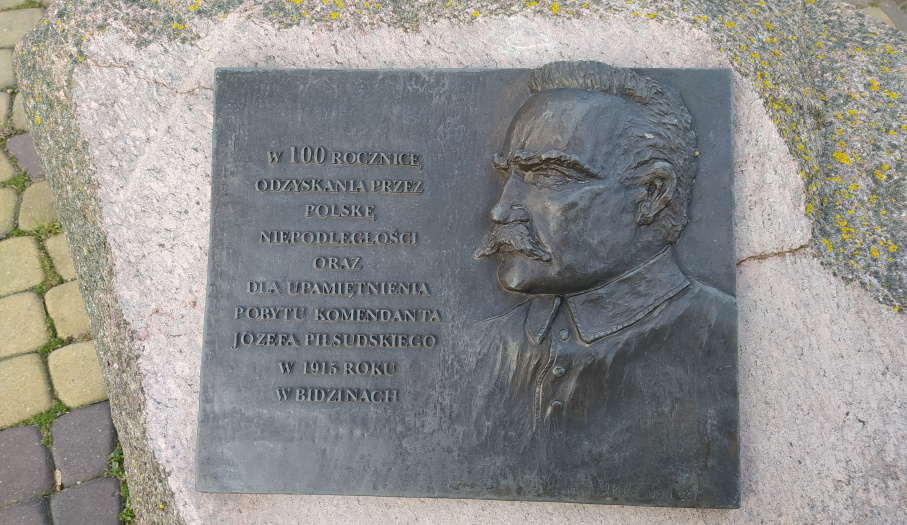 W 100 ROCZNICĘ
ODZYSKANIA PRZEZ
POLSKĘ
NIEPODLEGŁOŚCI
ORAZ
DLA UPAMIĘTNIENIA
POBYTU KOMENDANTA
JÓZEFA PIŁSUDSKIEGO
W 1915 ROKU
W BIDZINACH